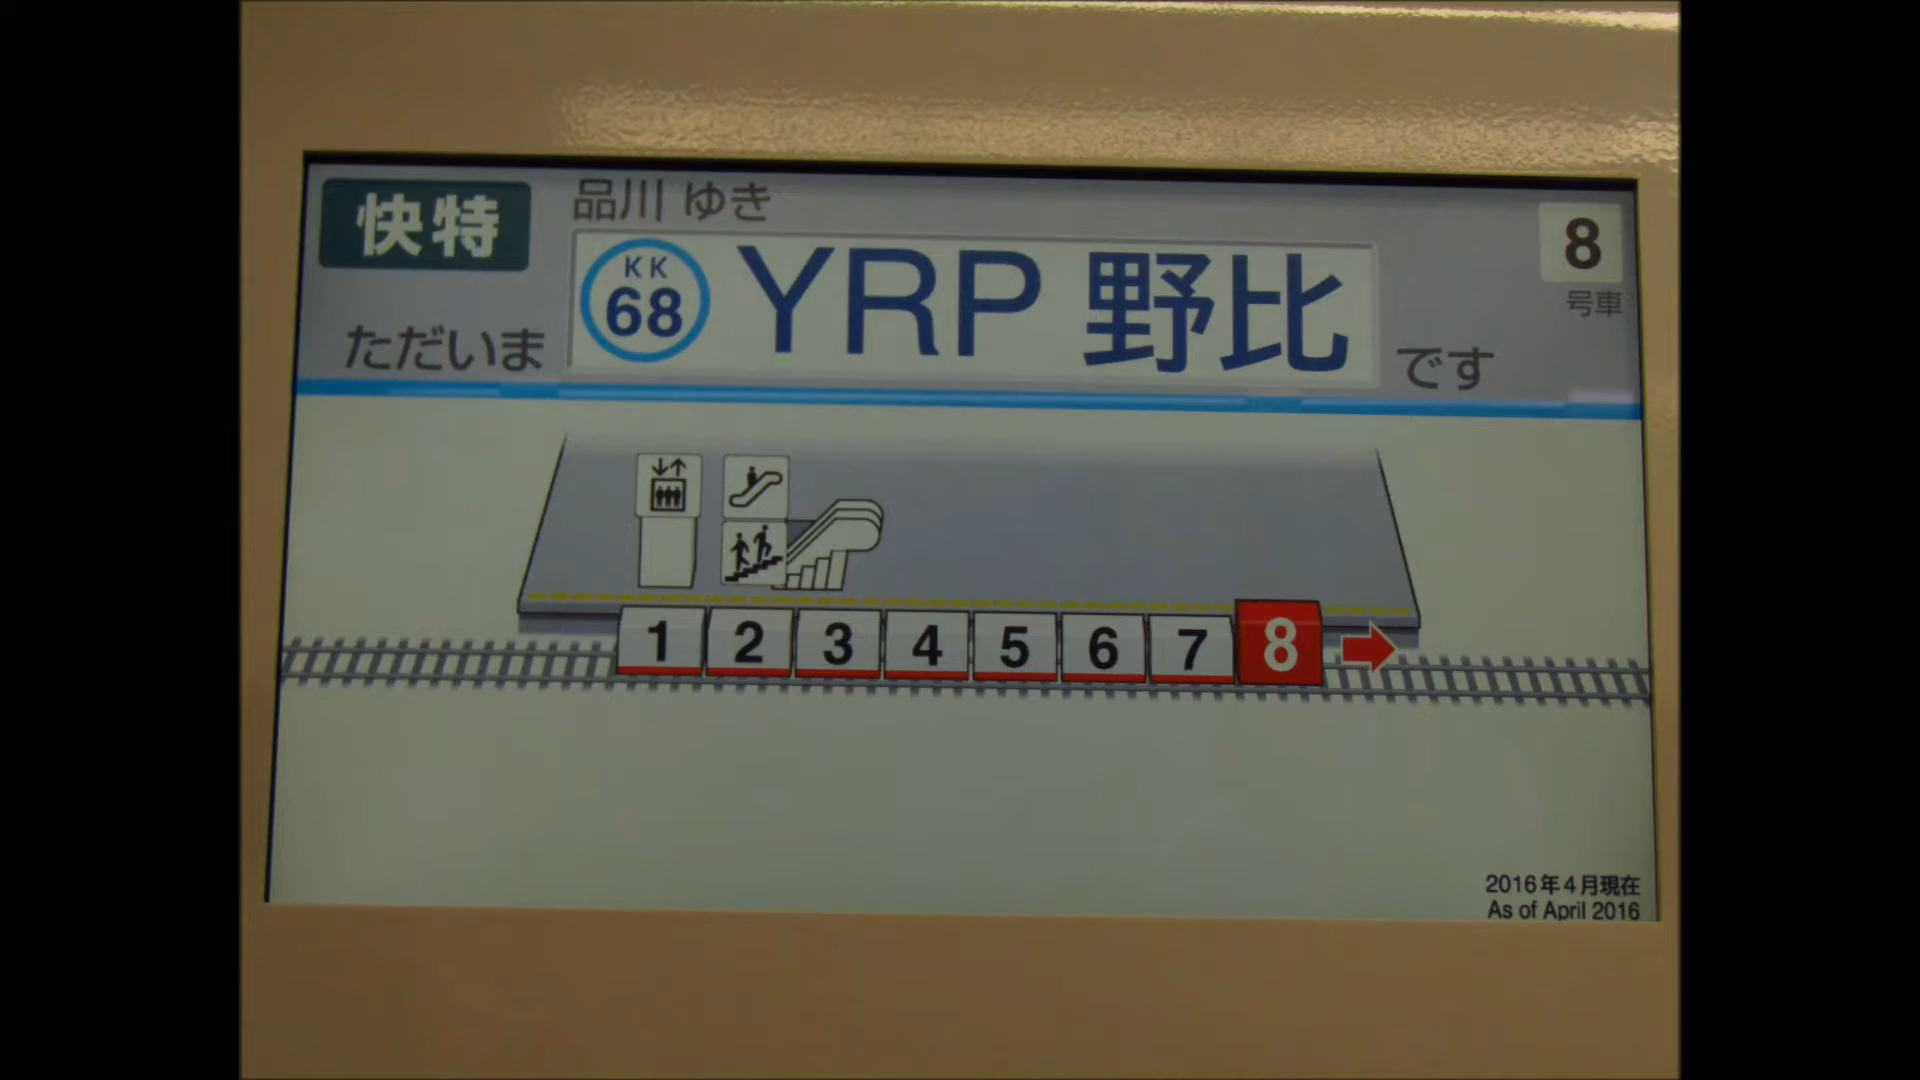 快特
品川 ゆき
8
号車
ただいま
KK
68
YRP 野比
です
1 2 3 4 5 6 7 8
2016年4月現在
As of April 2016